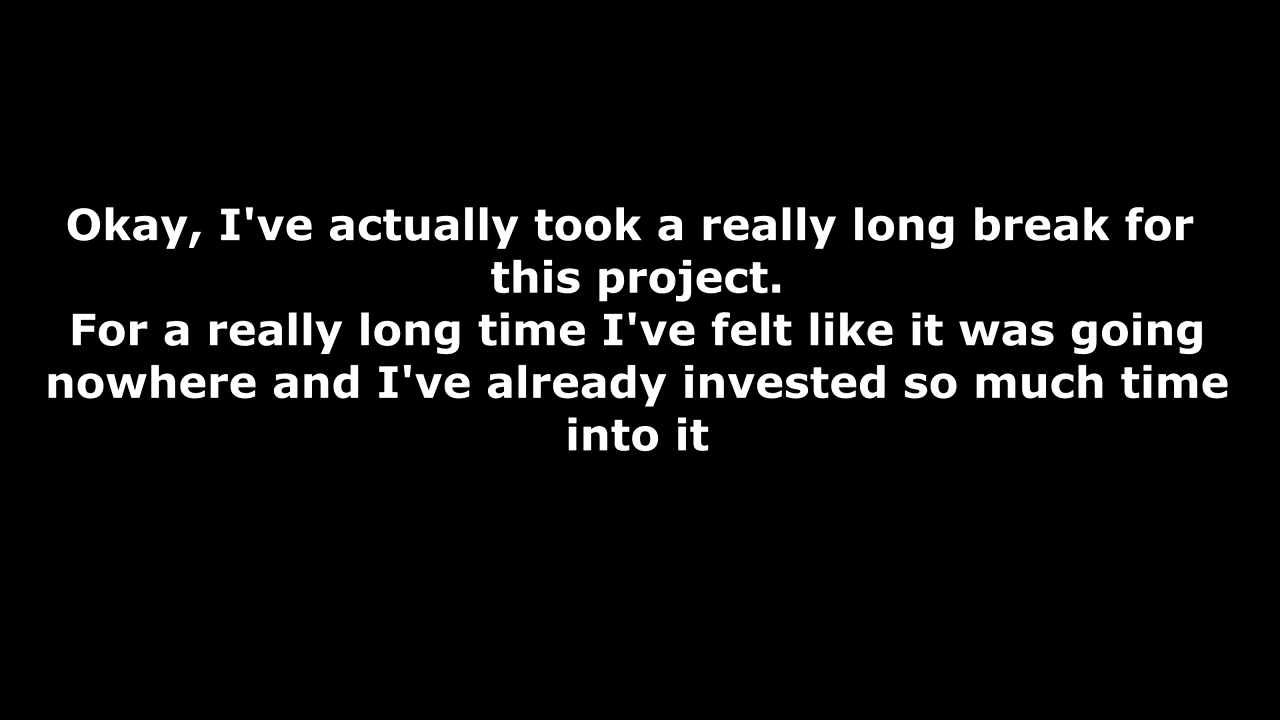 Okay, I've actually took a really long break for
this project.
For a really long time I've felt like it was going
nowhere and I've already invested so much time
into it